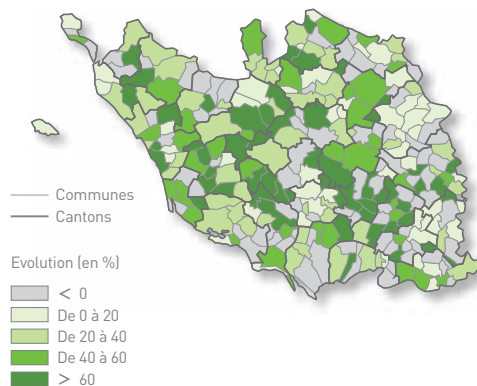 Communes
Cantons
Evolution (en %)
< 0
De 0 à 20
De 20 à 40
De 40 à 60
> 60